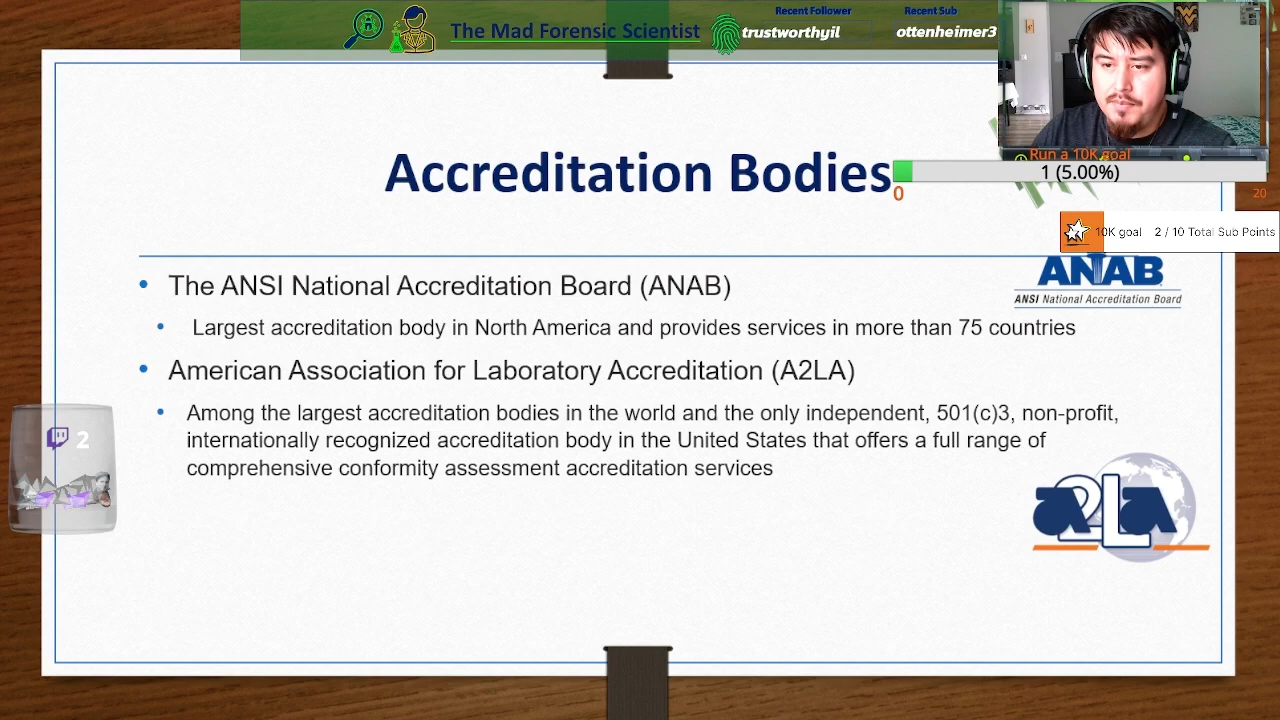 The Mad Forensic Scientist
Recent Follower
trustworthyil
Recent Sub
ottenheimer3
Run a 10K goal
1 (5.00%)
0
20
10K goal 2 / 10 Total Sub Points
Accreditation Bodies
• The ANSI National Accreditation Board (ANAB)
• Largest accreditation body in North America and provides services in more than 75 countries
• American Association for Laboratory Accreditation (A2LA)
• Among the largest accreditation bodies in the world and the only independent, 501(c)3, non-profit,
internationally recognized accreditation body in the United States that offers a full range of
comprehensive conformity assessment accreditation services
ANAB
ANSI National Accreditation Board
2
a2La